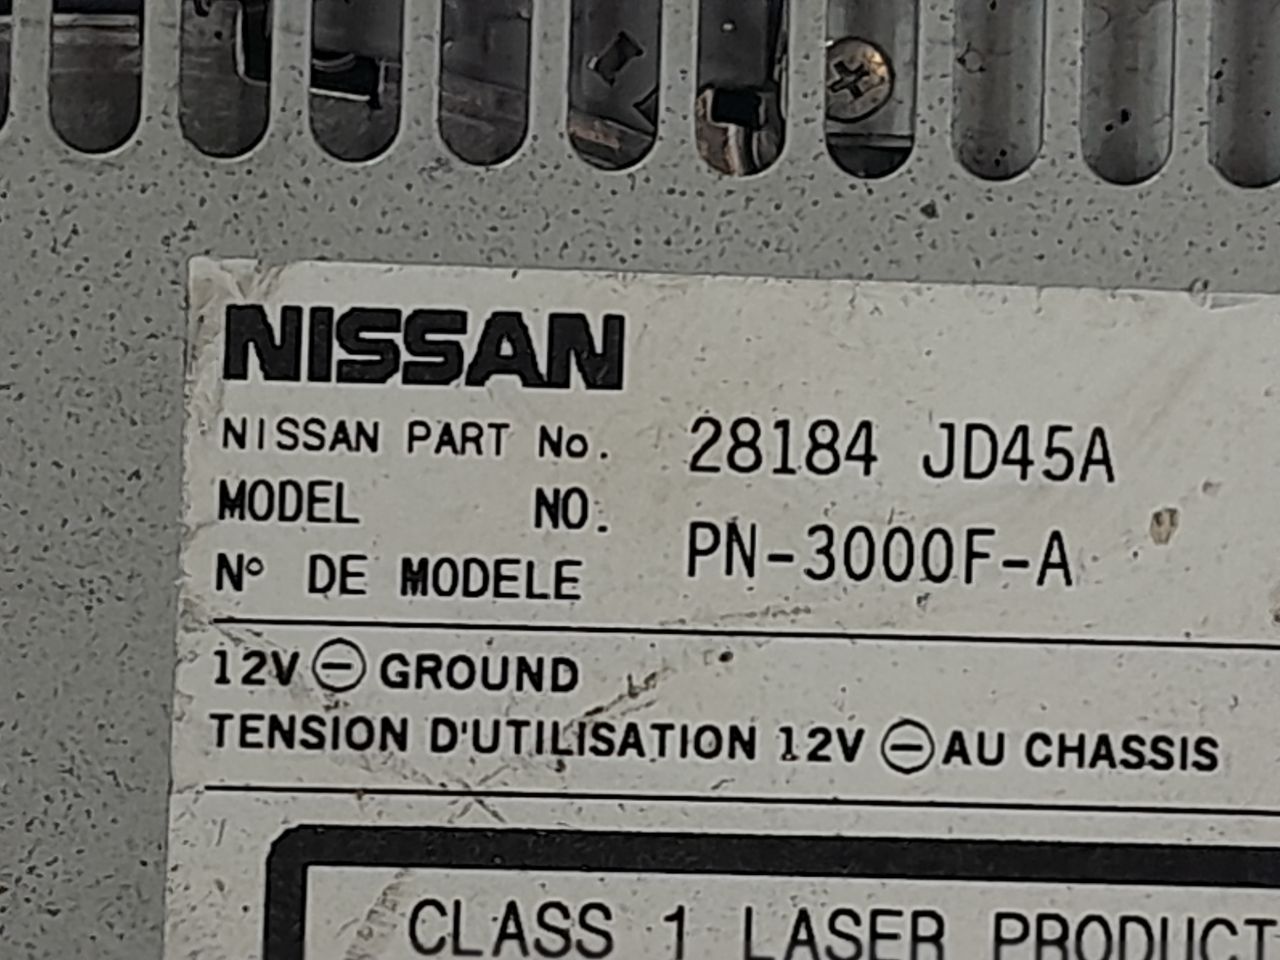 NISSAN
NISSAN PART No. 28184 JD45A
MODEL NO. PN-3000F-A
N° DE MODELE
12V ⊖ GROUND
TENSION D'UTILISATION 12V ⊖ AU CHASSIS
CLASS 1 LASER PRODUCT